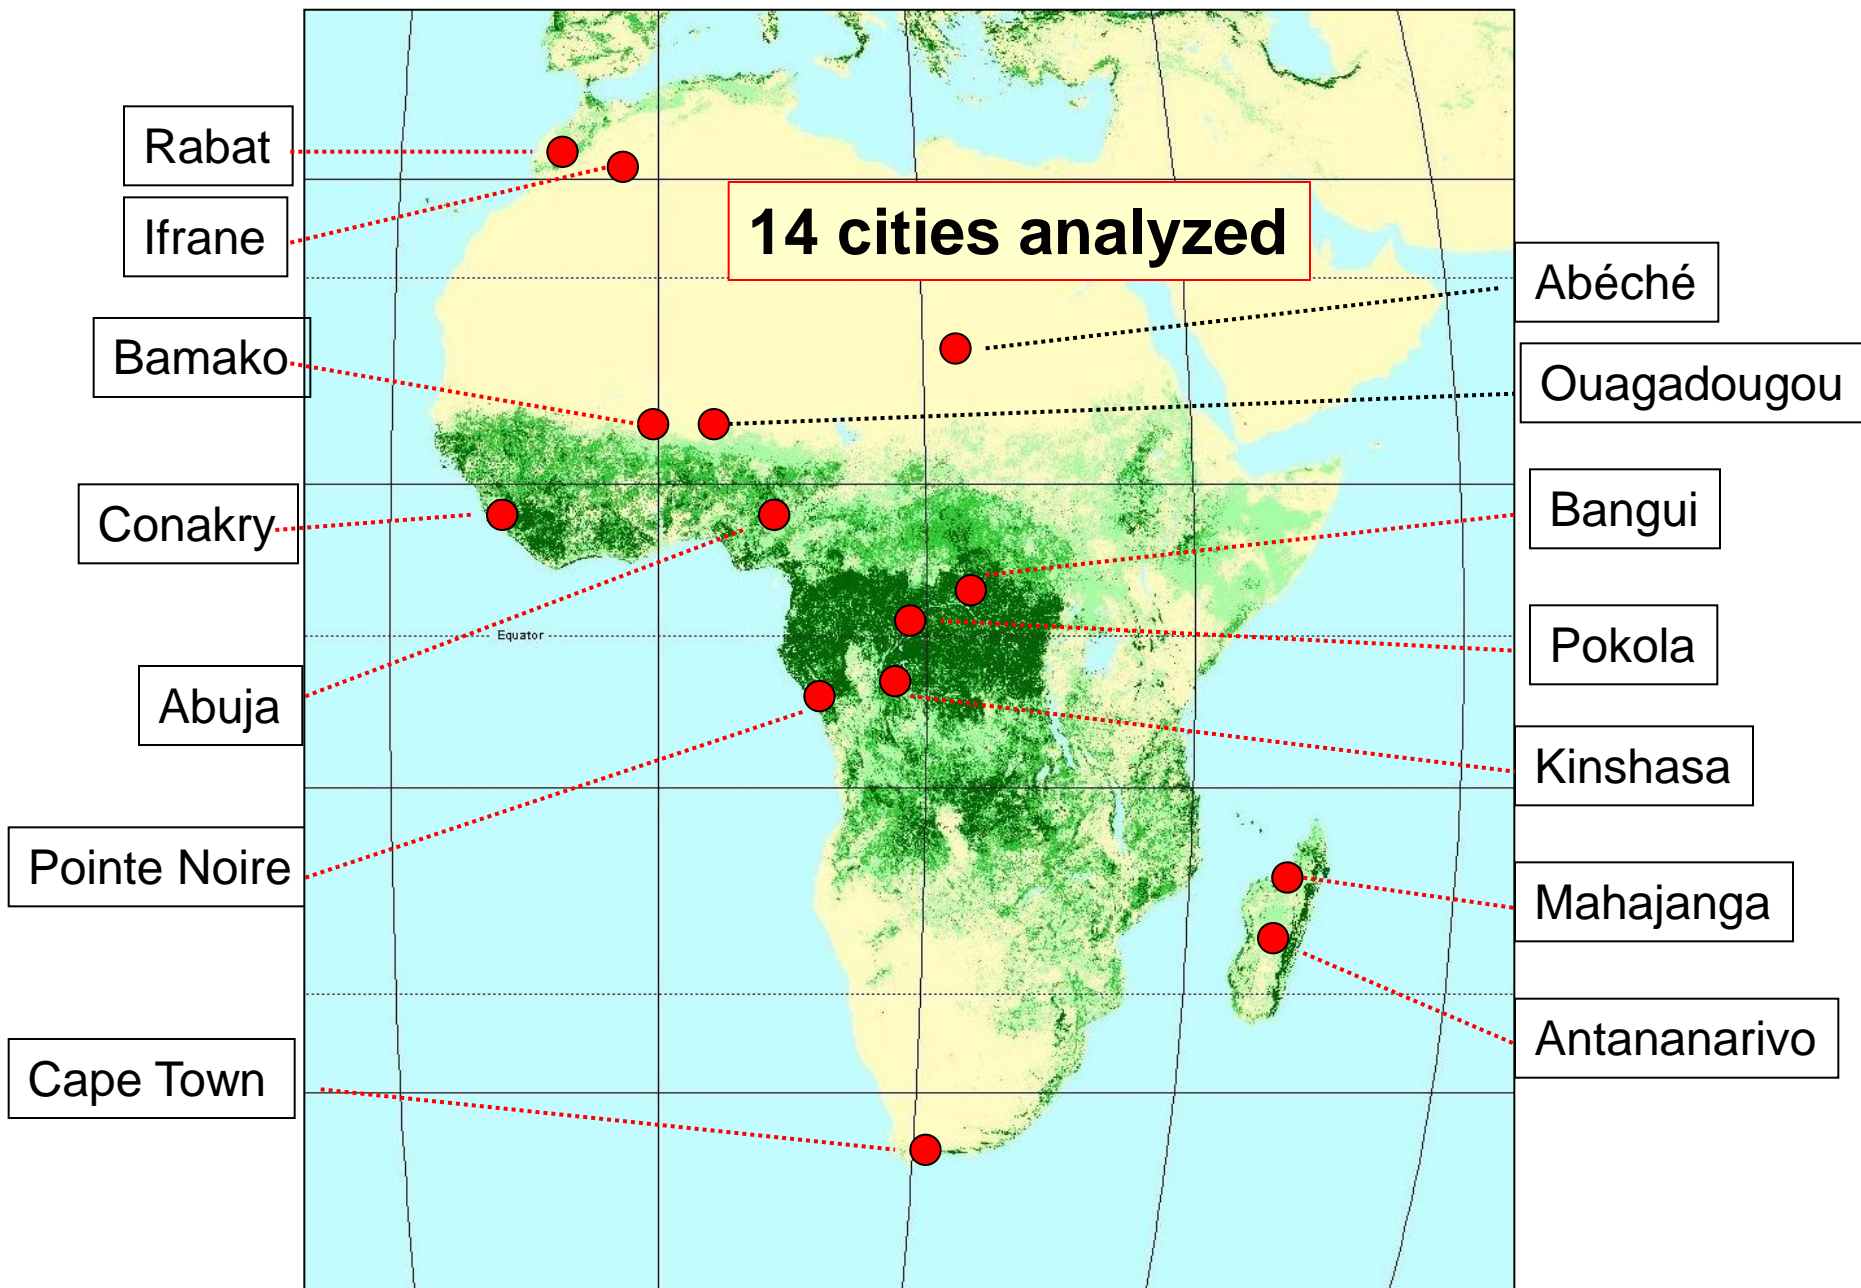 Rabat
Ifrane
Bamako
Conakry
Abuja
Pointe Noire
Cape Town
14 cities analyzed
Equator
Abéché
Ouagadougou
Bangui
Pokola
Kinshasa
Mahajanga
Antananarivo